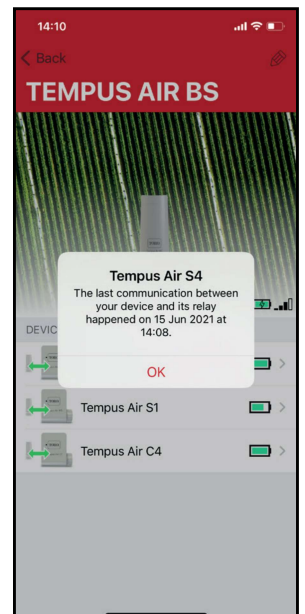 14:10
Back
TEMPUS AIR BS
Tempus Air S4
The last communication between
your device and its relay
happened on 15 Jun 2021 at
14:08.
OK
DEVIC
Tempus Air S1
Tempus Air C4